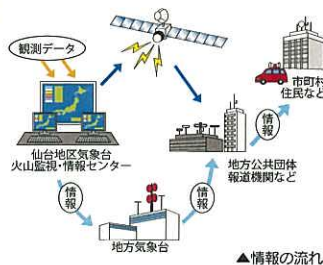 観測データ
仙台地区気象台
火山監視・情報センター
情報
地方気象台
情報
地方公共団体
報道機関など
情報
市町村
住民など
▲情報の流れ